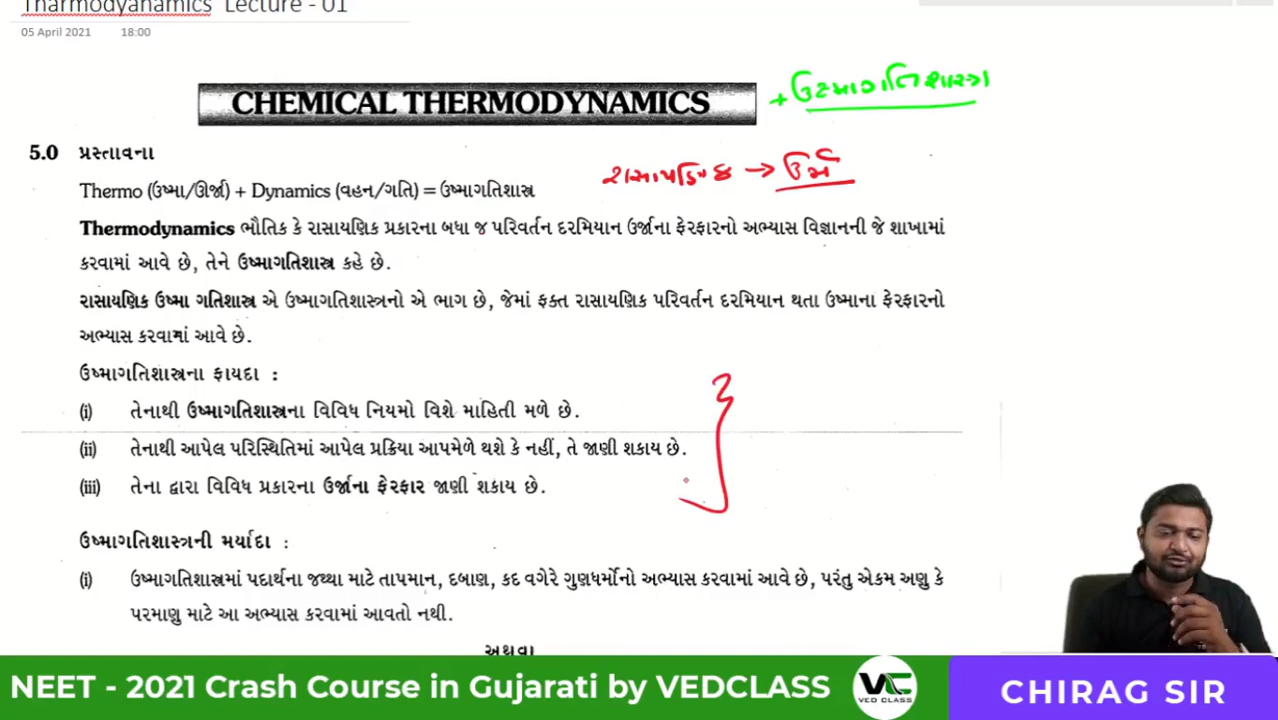 Tharmodyanamics Lecture - 01
05 April 2021 18:00
CHEMICAL THERMODYNAMICS
+ ઉષ્માગતિશાસ્ત્ર
5.0 પ્રસ્તાવના
રાસાયણિક → ઉર્જા
Thermo (ઉષ્મા/ઊર્જા) + Dynamics (વહન/ગતિ) = ઉષ્માગતિશાસ્ત્ર
Thermodynamics ભૌતિક કે રાસાયણિક પ્રકારના બધા જ પરિવર્તન દરમિયાન ઉર્જાના ફેરફારનો અભ્યાસ વિજ્ઞાનની જે શાખામાં
કરવામાં આવે છે, તેને ઉષ્માગતિશાસ્ત્ર કહે છે.
રાસાયણિક ઉષ્મા ગતિશાસ્ત્ર એ ઉષ્માગતિશાસ્ત્રનો એ ભાગ છે, જેમાં ફક્ત રાસાયણિક પરિવર્તન દરમિયાન થતા ઉષ્માના ફેરફારનો
અભ્યાસ કરવામાં આવે છે.
ઉષ્માગતિશાસ્ત્રના ફાયદા :
(i) તેનાથી ઉષ્માગતિશાસ્ત્રના વિવિધ નિયમો વિશે માહિતી મળે છે.
(ii) તેનાથી આપેલ પરિસ્થિતિમાં આપેલ પ્રક્રિયા આપમેળે થશે કે નહીં, તે જાણી શકાય છે.
(iii) તેના દ્વારા વિવિધ પ્રકારના ઉર્જાના ફેરફાર જાણી શકાય છે.
ઉષ્માગતિશાસ્ત્રની મર્યાદા :
(i) ઉષ્માગતિશાસ્ત્રમાં પદાર્થના જથ્થા માટે તાપમાન, દબાણ, કદ વગેરે ગુણધર્મોનો અભ્યાસ કરવામાં આવે છે, પરંતુ એકમ અણુ કે
પરમાણુ માટે આ અભ્યાસ કરવામાં આવતો નથી.
અથવા
NEET - 2021 Crash Course in Gujarati by VEDCLASS
VC
VED CLASS
CHIRAG SIR